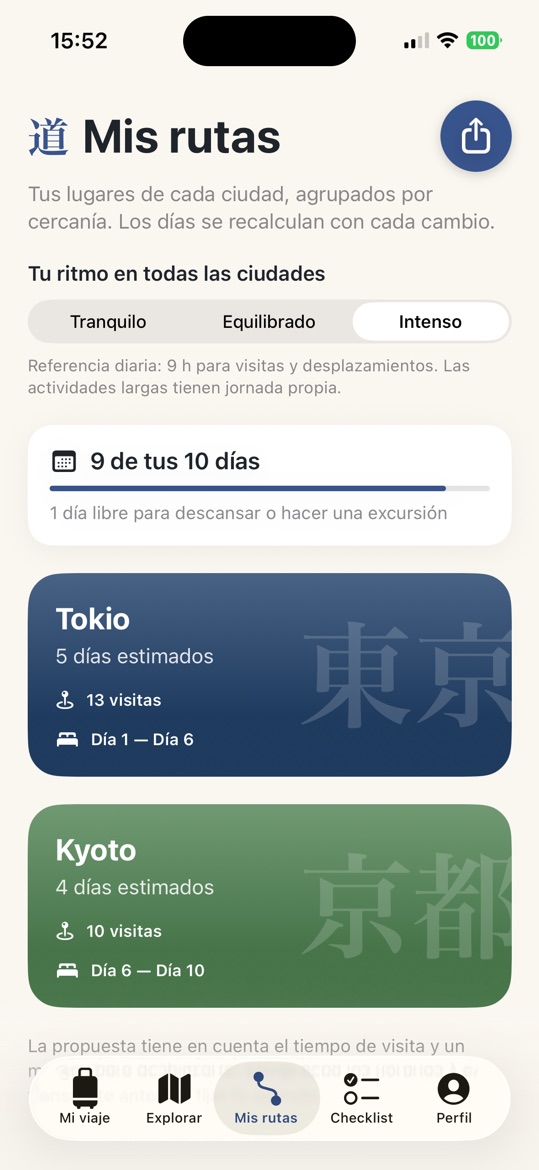 15:52
100
道 Mis rutas
Tus lugares de cada ciudad, agrupados por
cercanía. Los días se recalculan con cada cambio.
Tu ritmo en todas las ciudades
Tranquilo Equilibrado Intenso
Referencia diaria: 9 h para visitas y desplazamientos. Las
actividades largas tienen jornada propia.
9 de tus 10 días
1 día libre para descansar o hacer una excursión
Tokio
5 días estimados
13 visitas
Día 1 — Día 6
東京
Kyoto
4 días estimados
10 visitas
Día 6 — Día 10
京都
La propuesta tiene en cuenta el tiempo de visita y un
Mi viaje Explorar Mis rutas Checklist Perfil